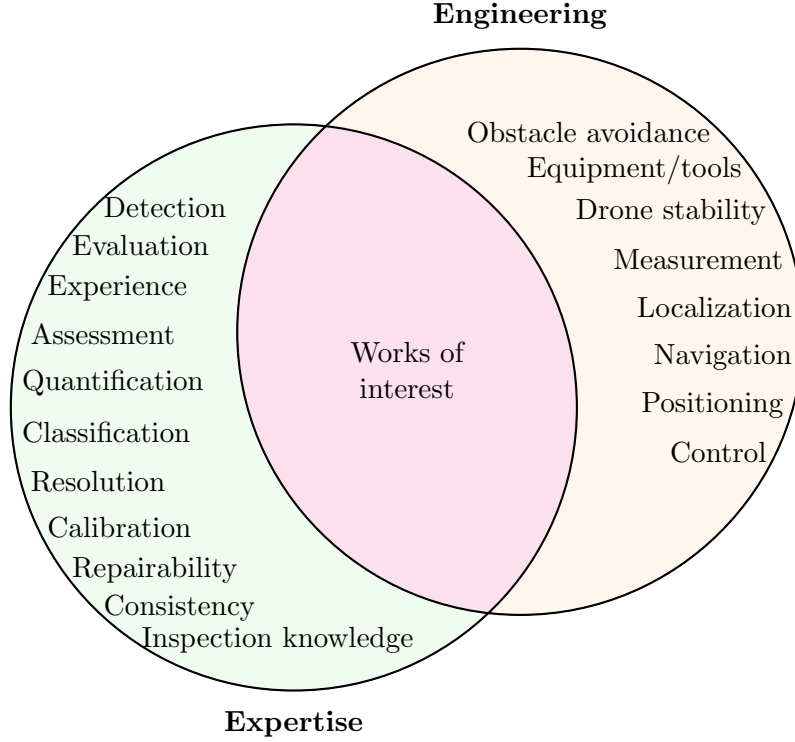 Engineering
Obstacle avoidance
Equipment/tools
Drone stability
Measurement
Localization
Navigation
Positioning
Control
Detection
Evaluation
Experience
Assessment
Quantification
Classification
Resolution
Calibration
Repairability
Consistency
Inspection knowledge
Works of
interest
Expertise